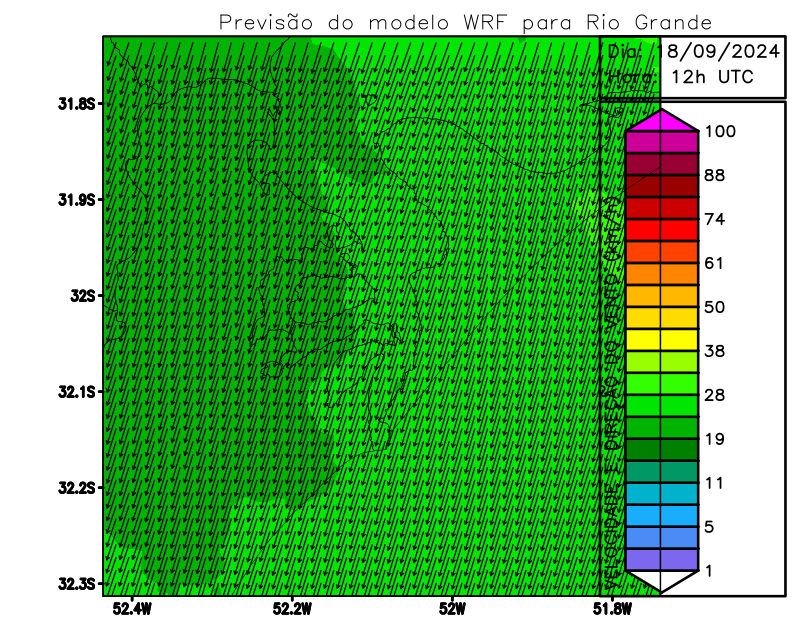 Previsão do modelo WRF para Rio Grande
Dia: 18/09/2024
Hora: 12h UTC
31.8S
31.9S
32S
32.1S
32.2S
32.3S
52.4W
52.2W
52W
51.8W
VELOCIDADE E DIREÇÃO DO VENTO (km/h)
100
88
74
61
50
38
28
19
11
5
1